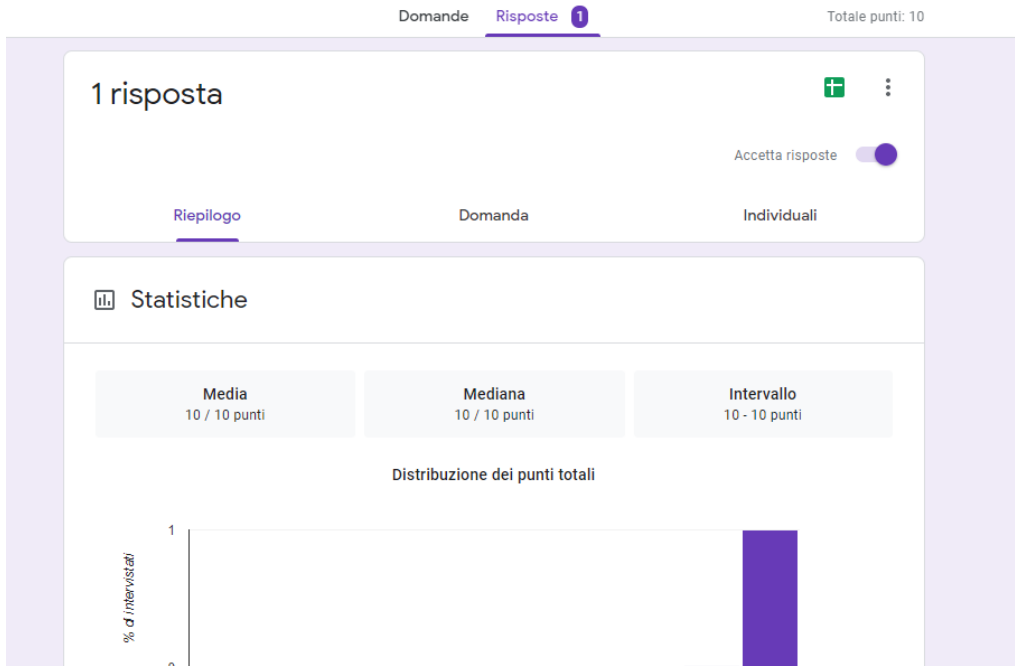 Domande Risposte 1 Totale punti: 10
1 risposta
Accetta risposte
Riepilogo Domanda Individuali
Statistiche
Media Mediana Intervallo
10 / 10 punti 10 / 10 punti 10 - 10 punti
Distribuzione dei punti totali
1
% di intervistati